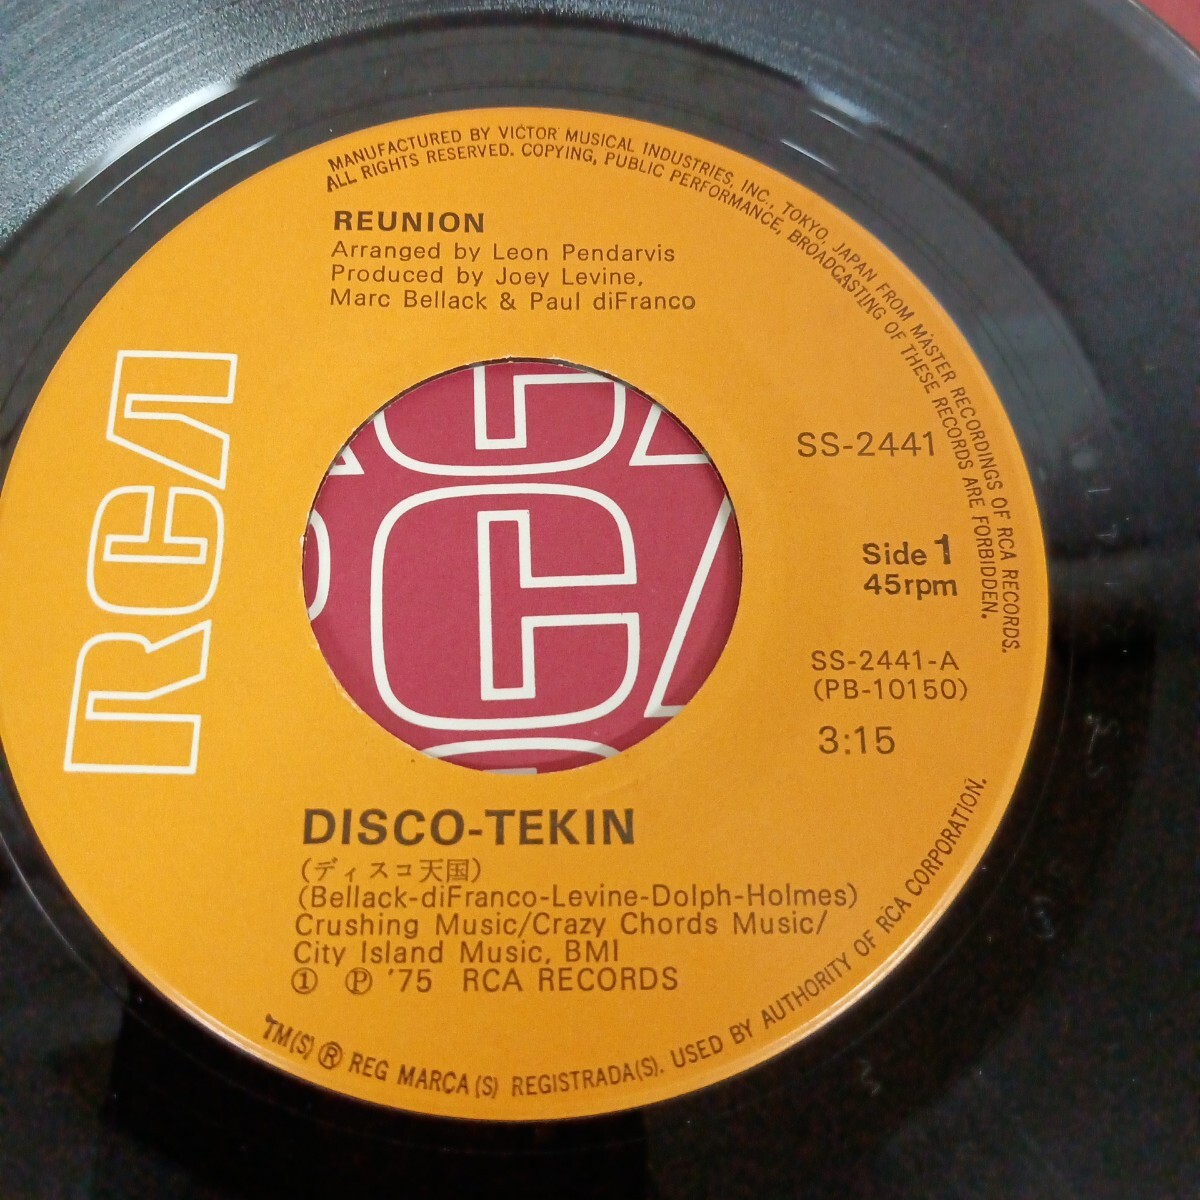 MANUFACTURED BY VICTOR MUSICAL INDUSTRIES, INC., TOKYO, JAPAN FROM MASTER RECORDINGS OF RCA RECORDS.
ALL RIGHTS RESERVED. COPYING, PUBLIC PERFORMANCE, BROADCASTING OF THESE RECORDS ARE FORBIDDEN.
REUNION
Arranged by Leon Pendarvis
Produced by Joey Levine,
Marc Bellack & Paul diFranco
RCA
SS-2441
Side 1
45rpm
SS-2441-A
(PB-10150)
3:15
DISCO-TEKIN
(ディスコ天国)
(Bellack-diFranco-Levine-Dolph-Holmes)
Crushing Music/Crazy Chords Music/
City Island Music, BMI
① Ⓟ '75 RCA RECORDS
TM(S) ® REG MARCA(S) REGISTRADA(S). USED BY AUTHORITY OF RCA CORPORATION.